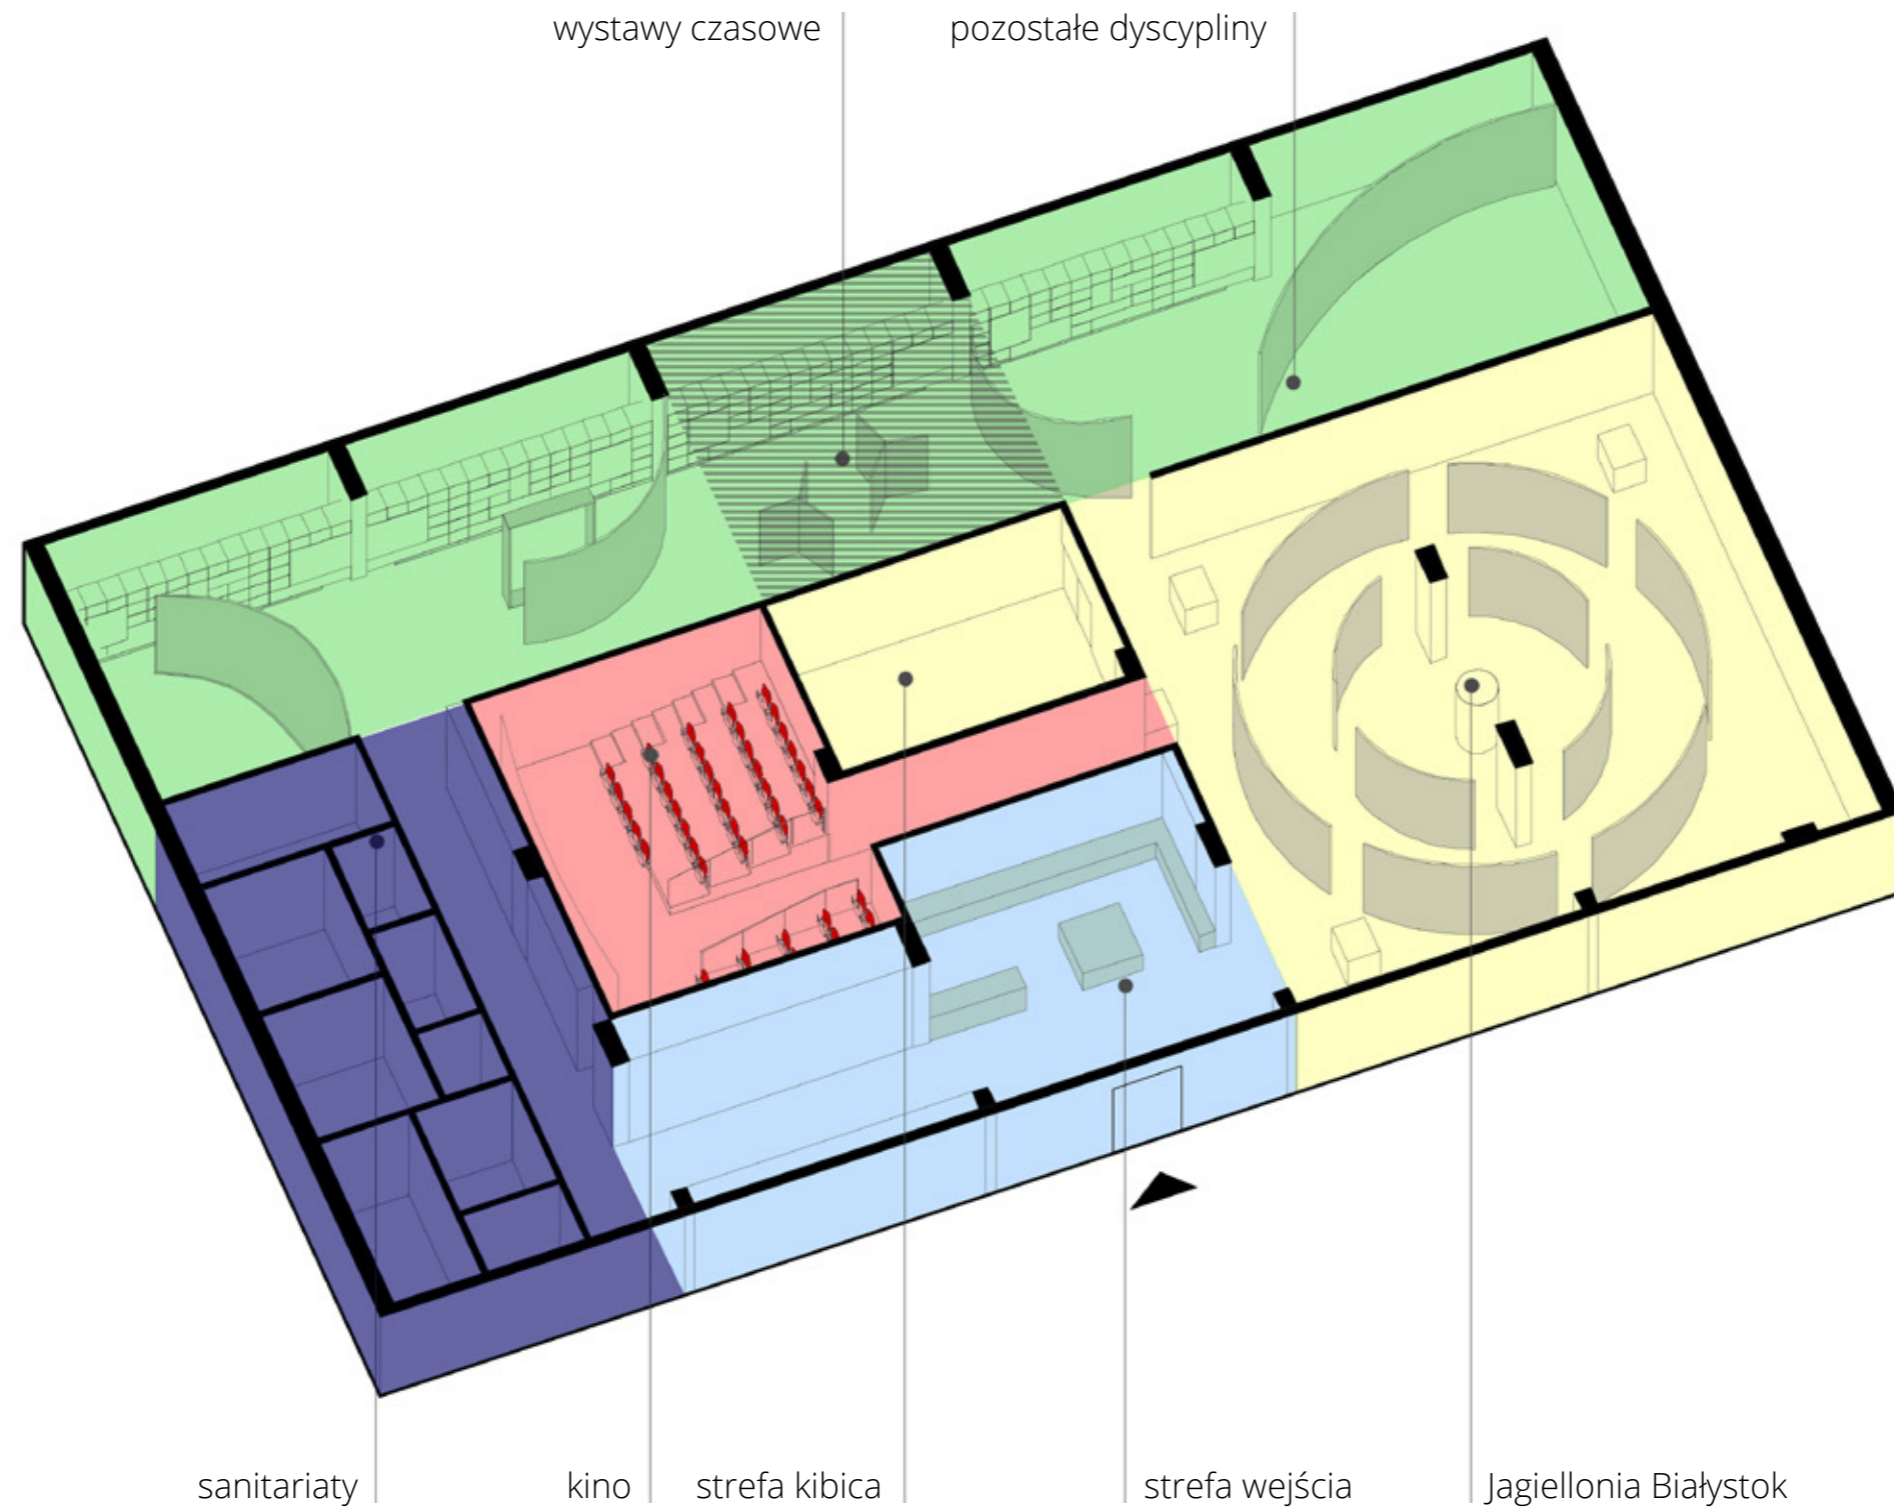 wystawy czasowe
pozostałe dyscypliny
sanitariaty
kino
strefa kibica
strefa wejścia
Jagiellonia Białystok